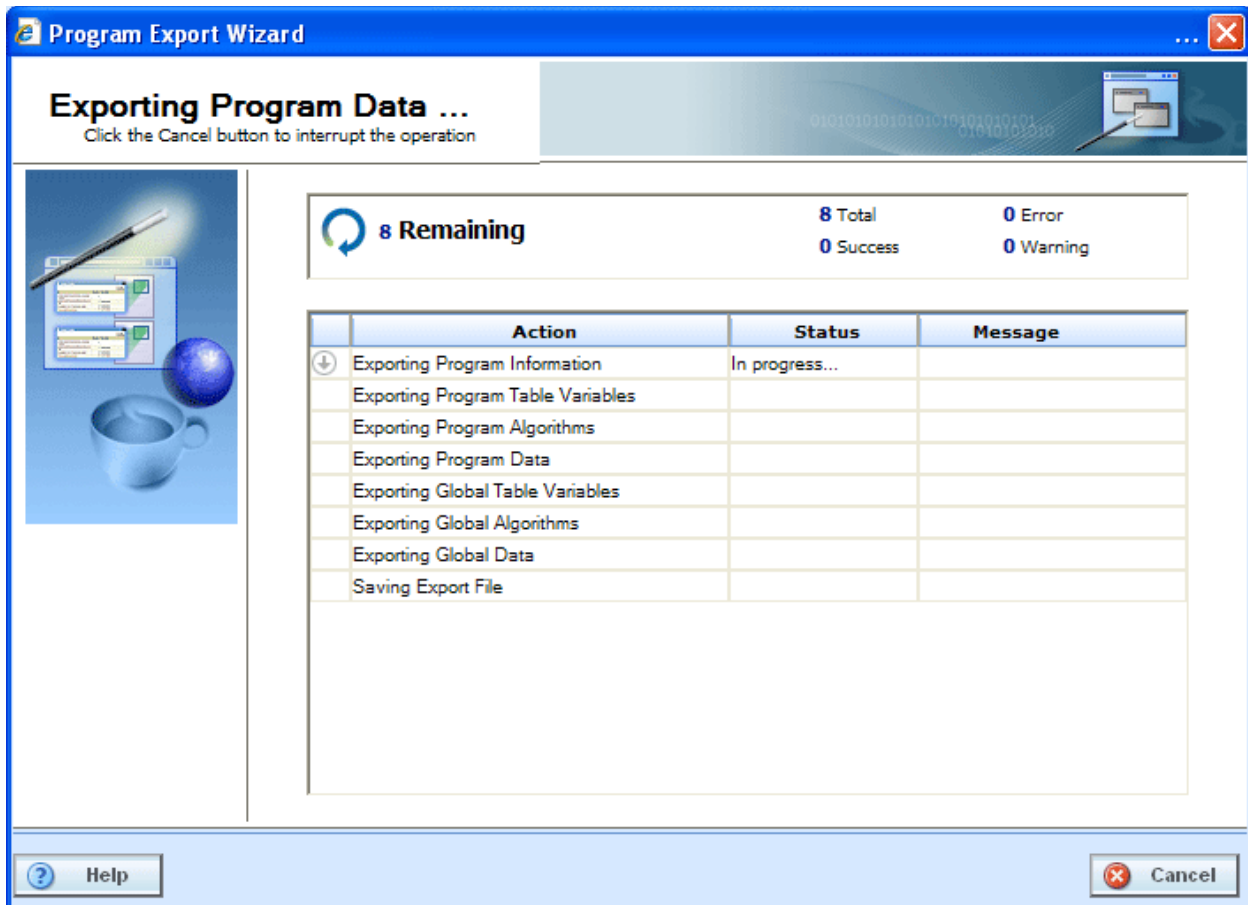 Program Export Wizard ...
Exporting Program Data ...
Click the Cancel button to interrupt the operation
8 Remaining
8 Total
0 Error
0 Success
0 Warning
Action Status Message
Exporting Program Information In progress...
Exporting Program Table Variables
Exporting Program Algorithms
Exporting Program Data
Exporting Global Table Variables
Exporting Global Algorithms
Exporting Global Data
Saving Export File
Help
Cancel